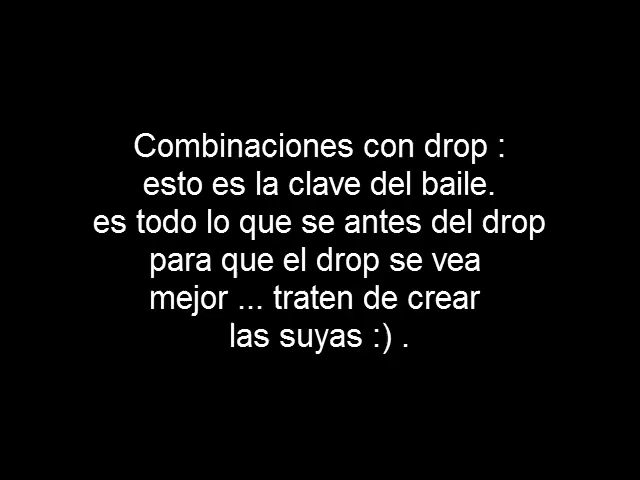 Combinaciones con drop :
esto es la clave del baile.
es todo lo que se antes del drop
para que el drop se vea
mejor ... traten de crear
las suyas :) .